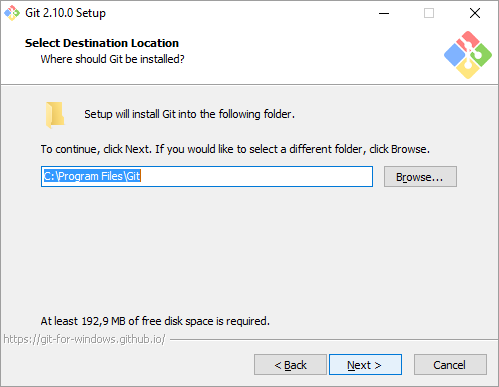 Git 2.10.0 Setup
Select Destination Location
Where should Git be installed?
Setup will install Git into the following folder.
To continue, click Next. If you would like to select a different folder, click Browse.
C:\Program Files\Git
Browse...
At least 192,9 MB of free disk space is required.
https://git-for-windows.github.io/
< Back
Next >
Cancel